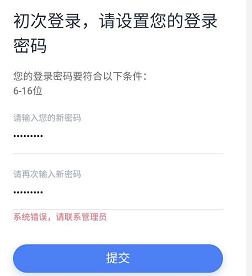 初次登录，请设置您的登录
密码
您的登录密码要符合以下条件：
6-16位
请输入您的新密码
•••••••••
请再次输入新密码
•••••••••
系统错误，请联系管理员
提交